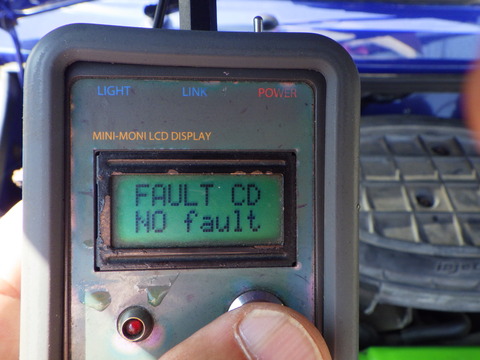 LIGHT LINK POWER
MINI-MONI LCD DISPLAY
FAULT CD
NO fault